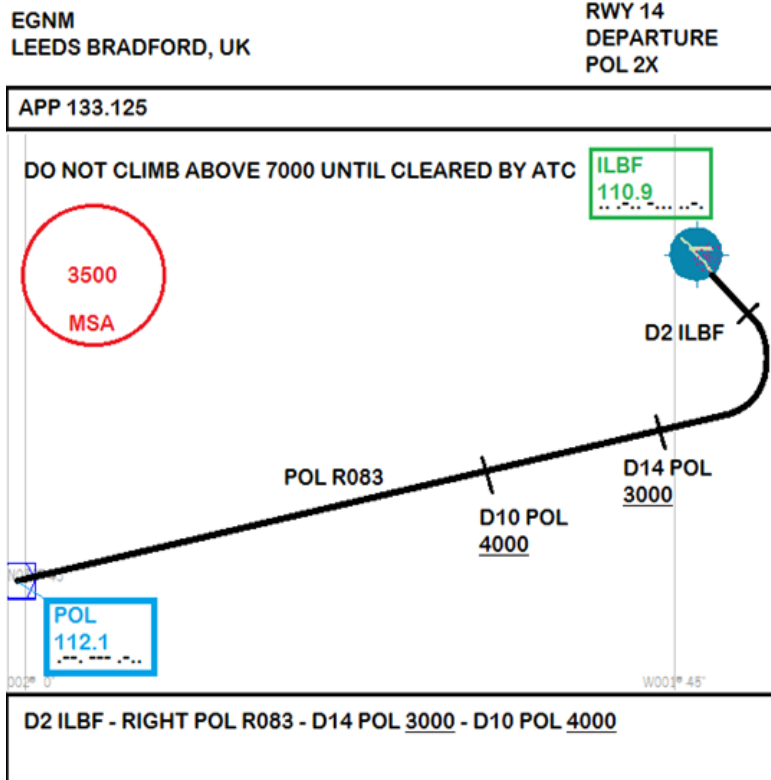 EGNM
LEEDS BRADFORD, UK
RWY 14
DEPARTURE
POL 2X
APP 133.125
DO NOT CLIMB ABOVE 7000 UNTIL CLEARED BY ATC
ILBF
110.9
.. .-.. -... ..-.
3500
MSA
D2 ILBF
POL R083
D14 POL
3000
D10 POL
4000
POL
112.1
.--. --- .-..
W001° 45"
D2 ILBF - RIGHT POL R083 - D14 POL 3000 - D10 POL 4000